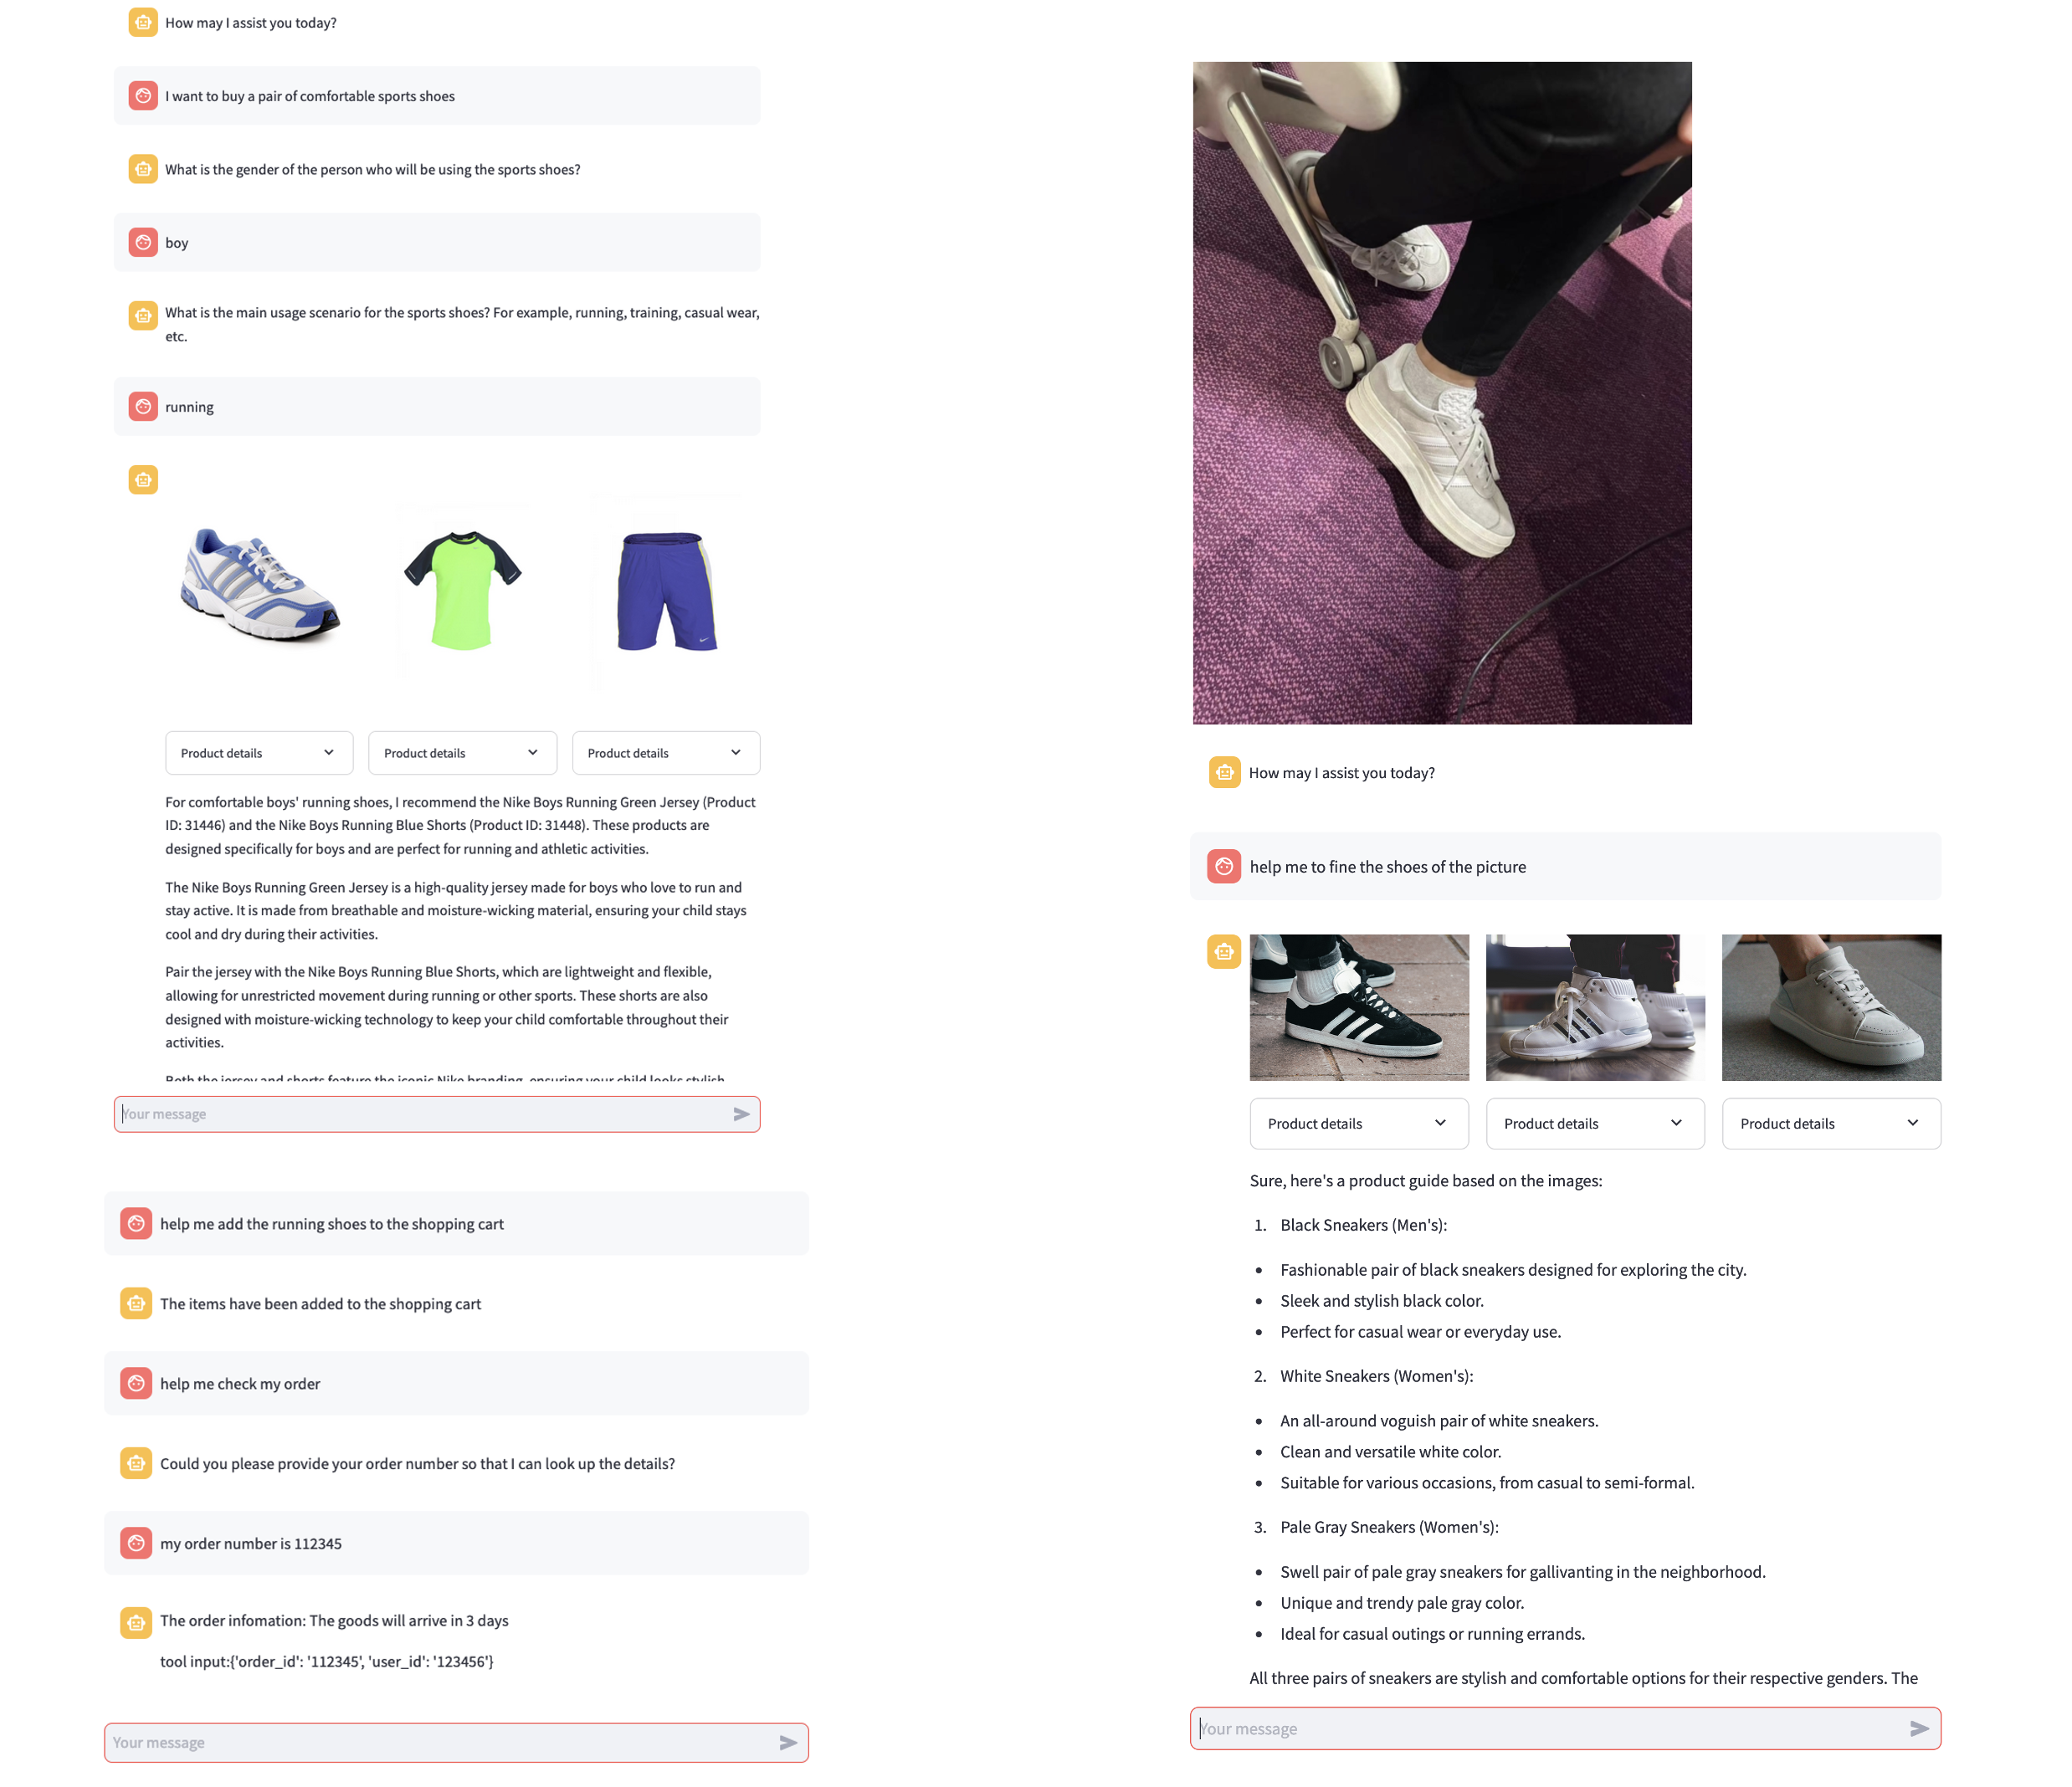 How may I assist you today?
I want to buy a pair of comfortable sports shoes
What is the gender of the person who will be using the sports shoes?
boy
What is the main usage scenario for the sports shoes? For example, running, training, casual wear,
etc.
running
Product details
Product details
Product details
For comfortable boys' running shoes, I recommend the Nike Boys Running Green Jersey (Product
ID: 31446) and the Nike Boys Running Blue Shorts (Product ID: 31448). These products are
designed specifically for boys and are perfect for running and athletic activities.
The Nike Boys Running Green Jersey is a high-quality jersey made for boys who love to run and
stay active. It is made from breathable and moisture-wicking material, ensuring your child stays
cool and dry during their activities.
Pair the jersey with the Nike Boys Running Blue Shorts, which are lightweight and flexible,
allowing for unrestricted movement during running or other sports. These shorts are also
designed with moisture-wicking technology to keep your child comfortable throughout their
activities.
Both the jersey and shorts feature the iconic Nike branding, ensuring your child looks stylish
Your message
help me add the running shoes to the shopping cart
The items have been added to the shopping cart
help me check my order
Could you please provide your order number so that I can look up the details?
my order number is 112345
The order infomation: The goods will arrive in 3 days
tool input:{'order_id': '112345', 'user_id': '123456'}
Your message
How may I assist you today?
help me to fine the shoes of the picture
Product details
Product details
Product details
Sure, here's a product guide based on the images:
1. Black Sneakers (Men's):
• Fashionable pair of black sneakers designed for exploring the city.
• Sleek and stylish black color.
• Perfect for casual wear or everyday use.
2. White Sneakers (Women's):
• An all-around voguish pair of white sneakers.
• Clean and versatile white color.
• Suitable for various occasions, from casual to semi-formal.
3. Pale Gray Sneakers (Women's):
• Swell pair of pale gray sneakers for gallivanting in the neighborhood.
• Unique and trendy pale gray color.
• Ideal for casual outings or running errands.
All three pairs of sneakers are stylish and comfortable options for their respective genders. The
Your message